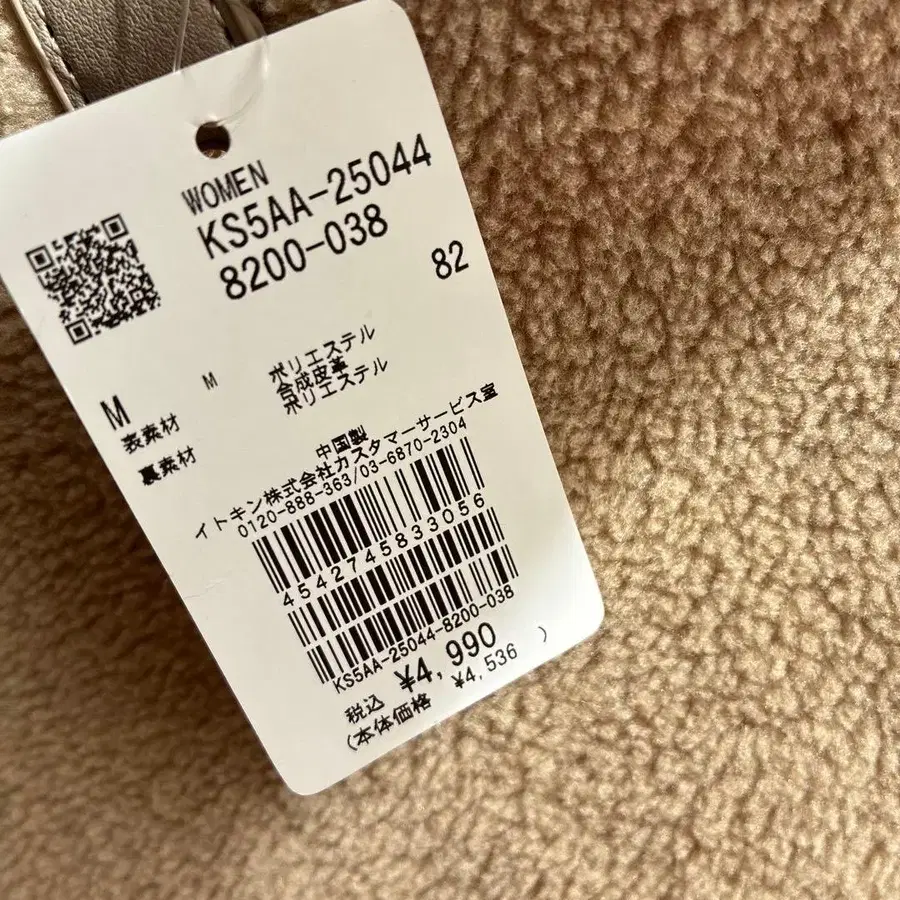 WOMEN
KS5AA-25044
8200-038
82
M M
表素材 ポリエステル
合成皮革
裏素材 ポリエステル
中国製
イトキン株式会社カスタマーサービス室
0120-888-363/03-6870-2304
4542745833056
KS5AA-25044-8200-038
税込 ¥4,990
(本体価格 ¥4,536 )